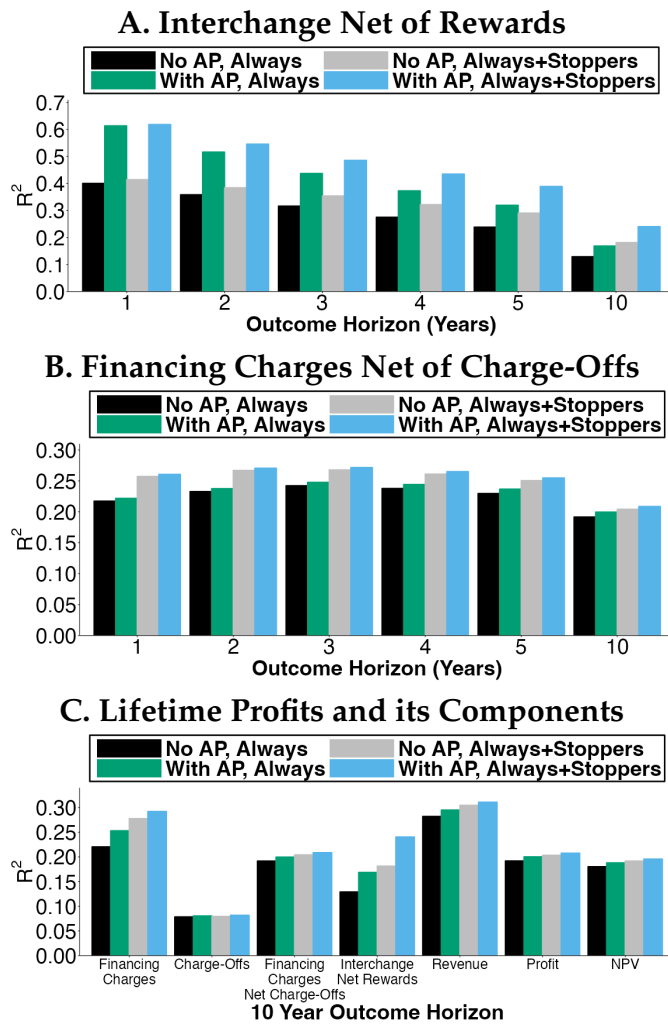 A. Interchange Net of Rewards
No AP, Always No AP, Always+Stoppers
With AP, Always With AP, Always+Stoppers
0.7
0.6
0.5
0.4
0.3
0.2
0.1
0.0
R²
1 2 3 4 5 10
Outcome Horizon (Years)
B. Financing Charges Net of Charge-Offs
No AP, Always No AP, Always+Stoppers
With AP, Always With AP, Always+Stoppers
0.30
0.25
0.20
0.15
0.10
0.05
0.00
R²
1 2 3 4 5 10
Outcome Horizon (Years)
C. Lifetime Profits and its Components
No AP, Always No AP, Always+Stoppers
With AP, Always With AP, Always+Stoppers
0.30
0.25
0.20
0.15
0.10
0.05
0.00
R²
Financing Charge-Offs Financing Interchange Revenue Profit NPV
Charges Charges Net Rewards
Net Charge-Offs
10 Year Outcome Horizon